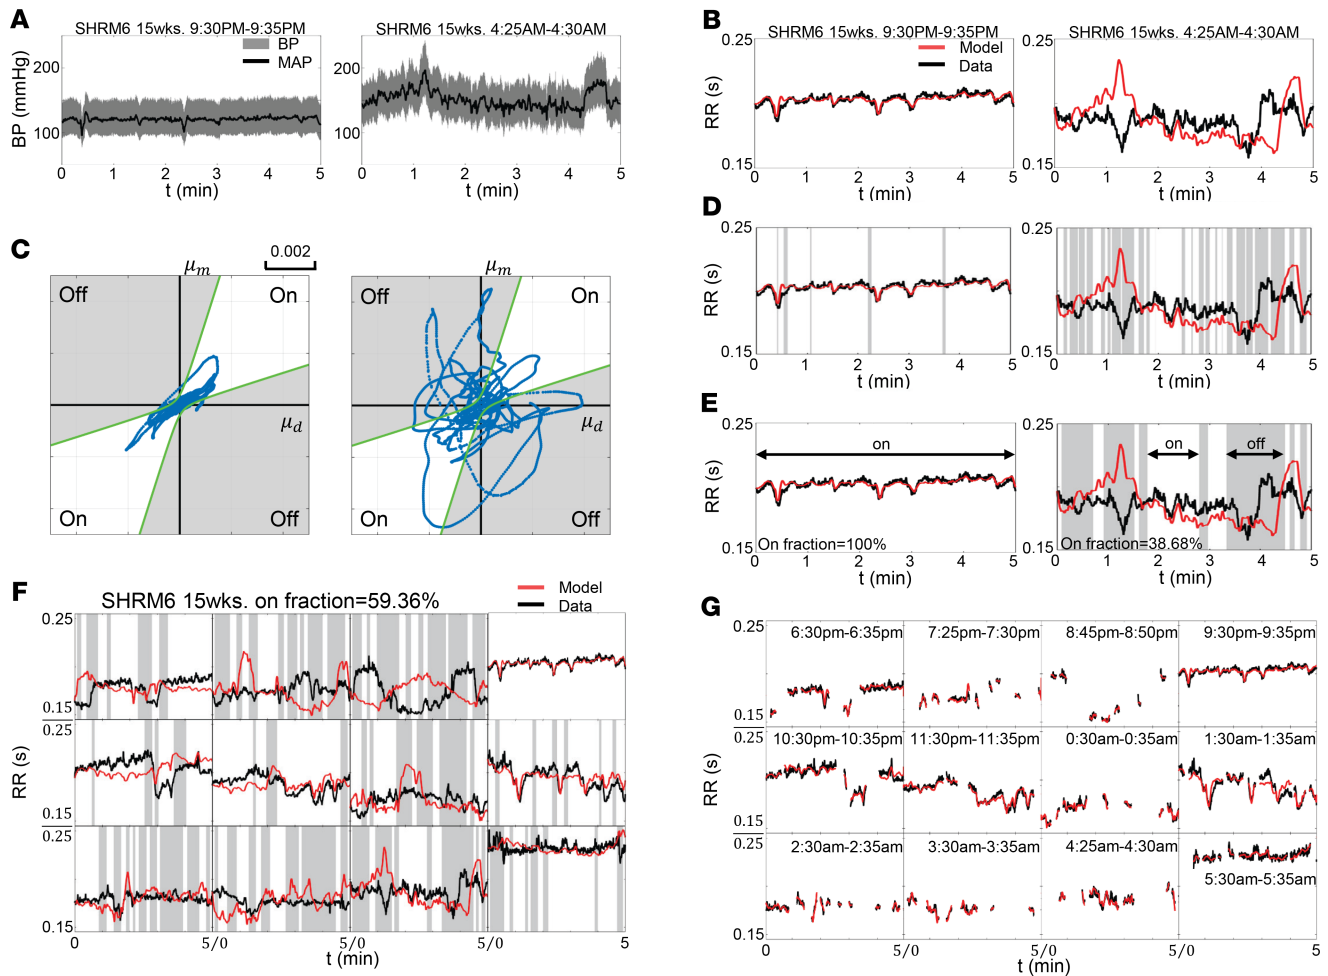 A
SHRM6 15wks. 9:30PM-9:35PM
BP
MAP
200
100
BP (mmHg)
0 1 2 3 4 5
t (min)
SHRM6 15wks. 4:25AM-4:30AM
200
100
0 1 2 3 4 5
t (min)
B
SHRM6 15wks. 9:30PM-9:35PM
0.25
Model
Data
RR (s)
0.15
0 1 2 3 4 5
t (min)
SHRM6 15wks. 4:25AM-4:30AM
0.25
0.15
0 1 2 3 4 5
t (min)
C
0.002
μm
Off
On
μd
On
Off
μm
Off
On
μd
On
Off
D
0.25
RR (s)
0.15
0 1 2 3 4 5
t (min)
0.25
0.15
0 1 2 3 4 5
t (min)
E
0.25
on
RR (s)
On fraction=100%
0.15
0 1 2 3 4 5
t (min)
0.25
on
off
On fraction=38.68%
0.15
0 1 2 3 4 5
t (min)
F
SHRM6 15wks. on fraction=59.36%
Model
Data
0.25
0.15
0.25
RR (s)
0.15
0.25
0.15
0 5/0 5/0 5/0 5
t (min)
G
0.25
6:30pm-6:35pm
7:25pm-7:30pm
8:45pm-8:50pm
9:30pm-9:35pm
0.15
0.25
10:30pm-10:35pm
11:30pm-11:35pm
0:30am-0:35am
1:30am-1:35am
RR (s)
0.15
0.25
2:30am-2:35am
3:30am-3:35am
4:25am-4:30am
5:30am-5:35am
0.15
0 5/0 5/0 5/0 5
t (min)